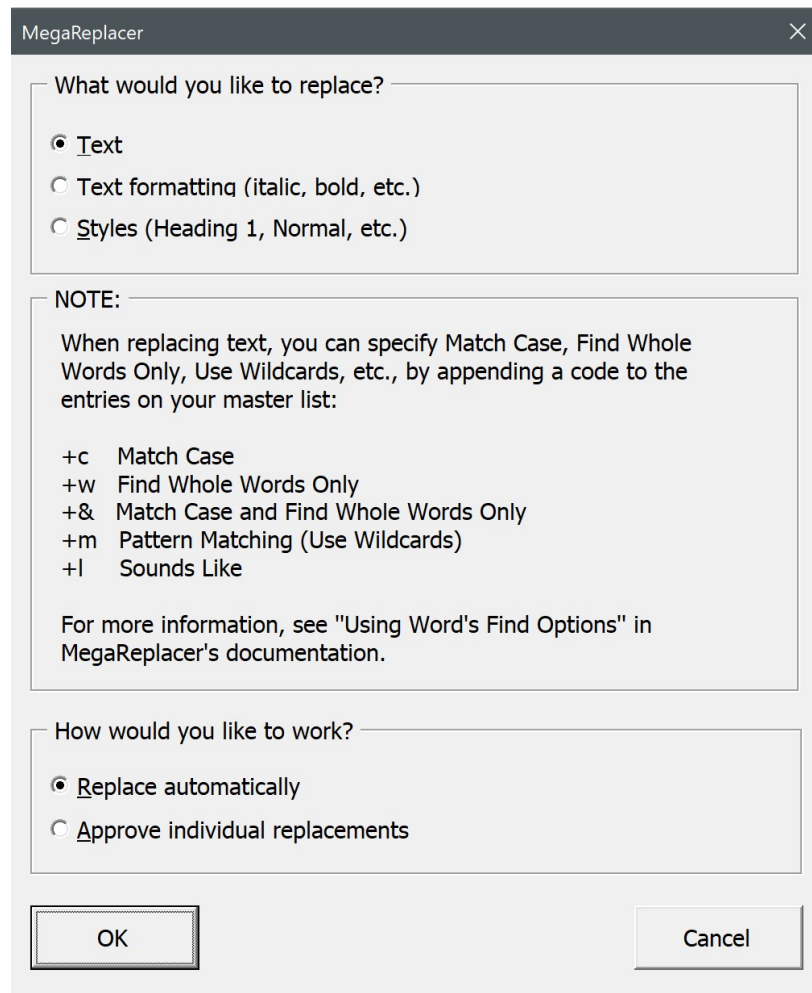 MegaReplacer
What would you like to replace?
Text
Text formatting (italic, bold, etc.)
Styles (Heading 1, Normal, etc.)
NOTE:
When replacing text, you can specify Match Case, Find Whole
Words Only, Use Wildcards, etc., by appending a code to the
entries on your master list:
+c Match Case
+w Find Whole Words Only
+& Match Case and Find Whole Words Only
+m Pattern Matching (Use Wildcards)
+l Sounds Like
For more information, see "Using Word's Find Options" in
MegaReplacer's documentation.
How would you like to work?
Replace automatically
Approve individual replacements
OK Cancel